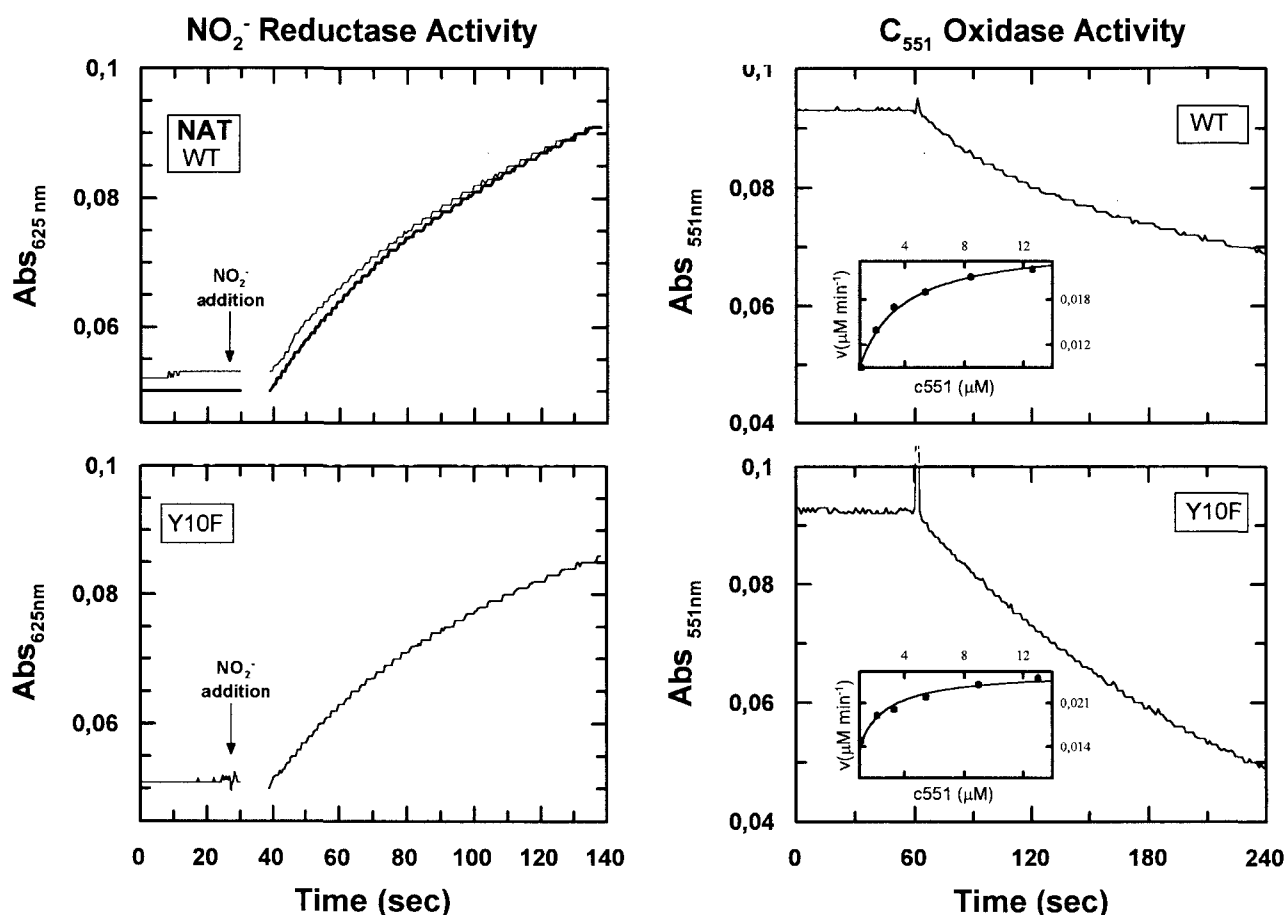 NO₂⁻ Reductase Activity
C₅₅₁ Oxidase Activity
0,1
0,08
0,06
Abs₆₂₅ nm
NAT
WT
NO₂⁻
addition
0,1
0,08
0,06
0,04
Abs ₅₅₁nm
WT
4 8 12
v(μM min⁻¹)
0,018
0,012
c551 (μM)
0,1
0,08
0,06
Abs₆₂₅nm
Y10F
NO₂⁻
addition
0 20 40 60 80 100 120 140
Time (sec)
0,1
0,08
0,06
0,04
Abs ₅₅₁nm
Y10F
4 8 12
v(μM min⁻¹)
0,021
0,014
c551 (μM)
0 60 120 180 240
Time (sec)